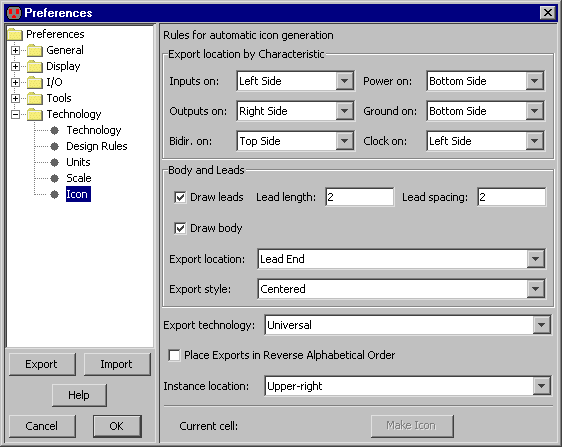 Preferences
Preferences
General
Display
I/O
Tools
Technology
Technology
Design Rules
Units
Scale
Icon
Export
Import
Help
Cancel
OK
Rules for automatic icon generation
Export location by Characteristic
Inputs on: Left Side Power on: Bottom Side
Outputs on: Right Side Ground on: Bottom Side
Bidir. on: Top Side Clock on: Left Side
Body and Leads
Draw leads Lead length: 2 Lead spacing: 2
Draw body
Export location: Lead End
Export style: Centered
Export technology: Universal
Place Exports in Reverse Alphabetical Order
Instance location: Upper-right
Current cell: Make Icon